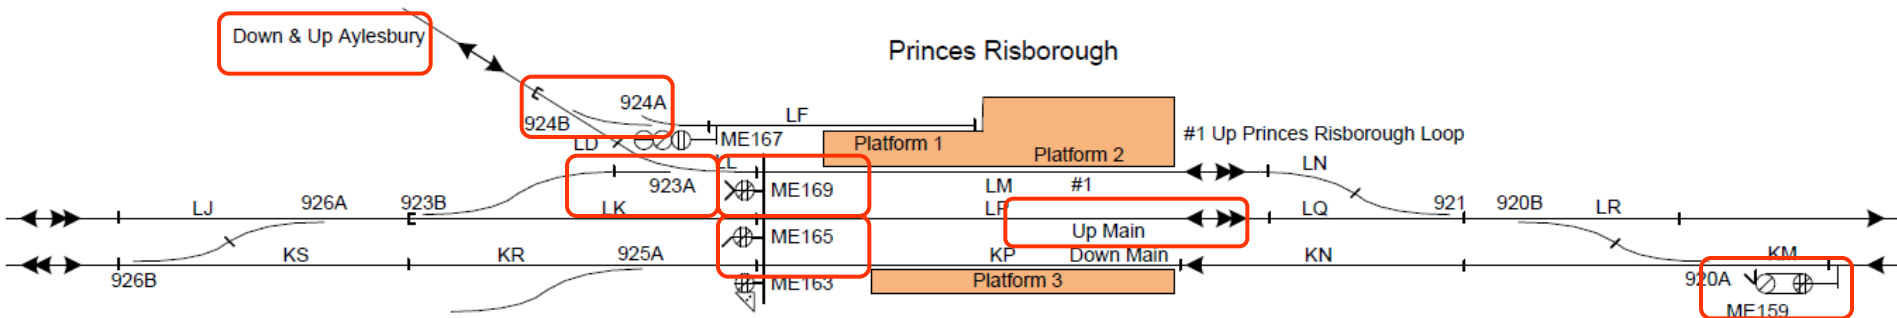 Down & Up Aylesbury
Princes Risborough
924A
LF
924B
ME167
#1 Up Princes Risborough Loop
LD
Platform 1
Platform 2
LL
LN
923A
ME169
LM
#1
LJ
926A
923B
LK
LP
LQ
921
920B
LR
ME165
Up Main
KS
KR
925A
KP
Down Main
KN
KM
926B
ME163
Platform 3
920A
ME159